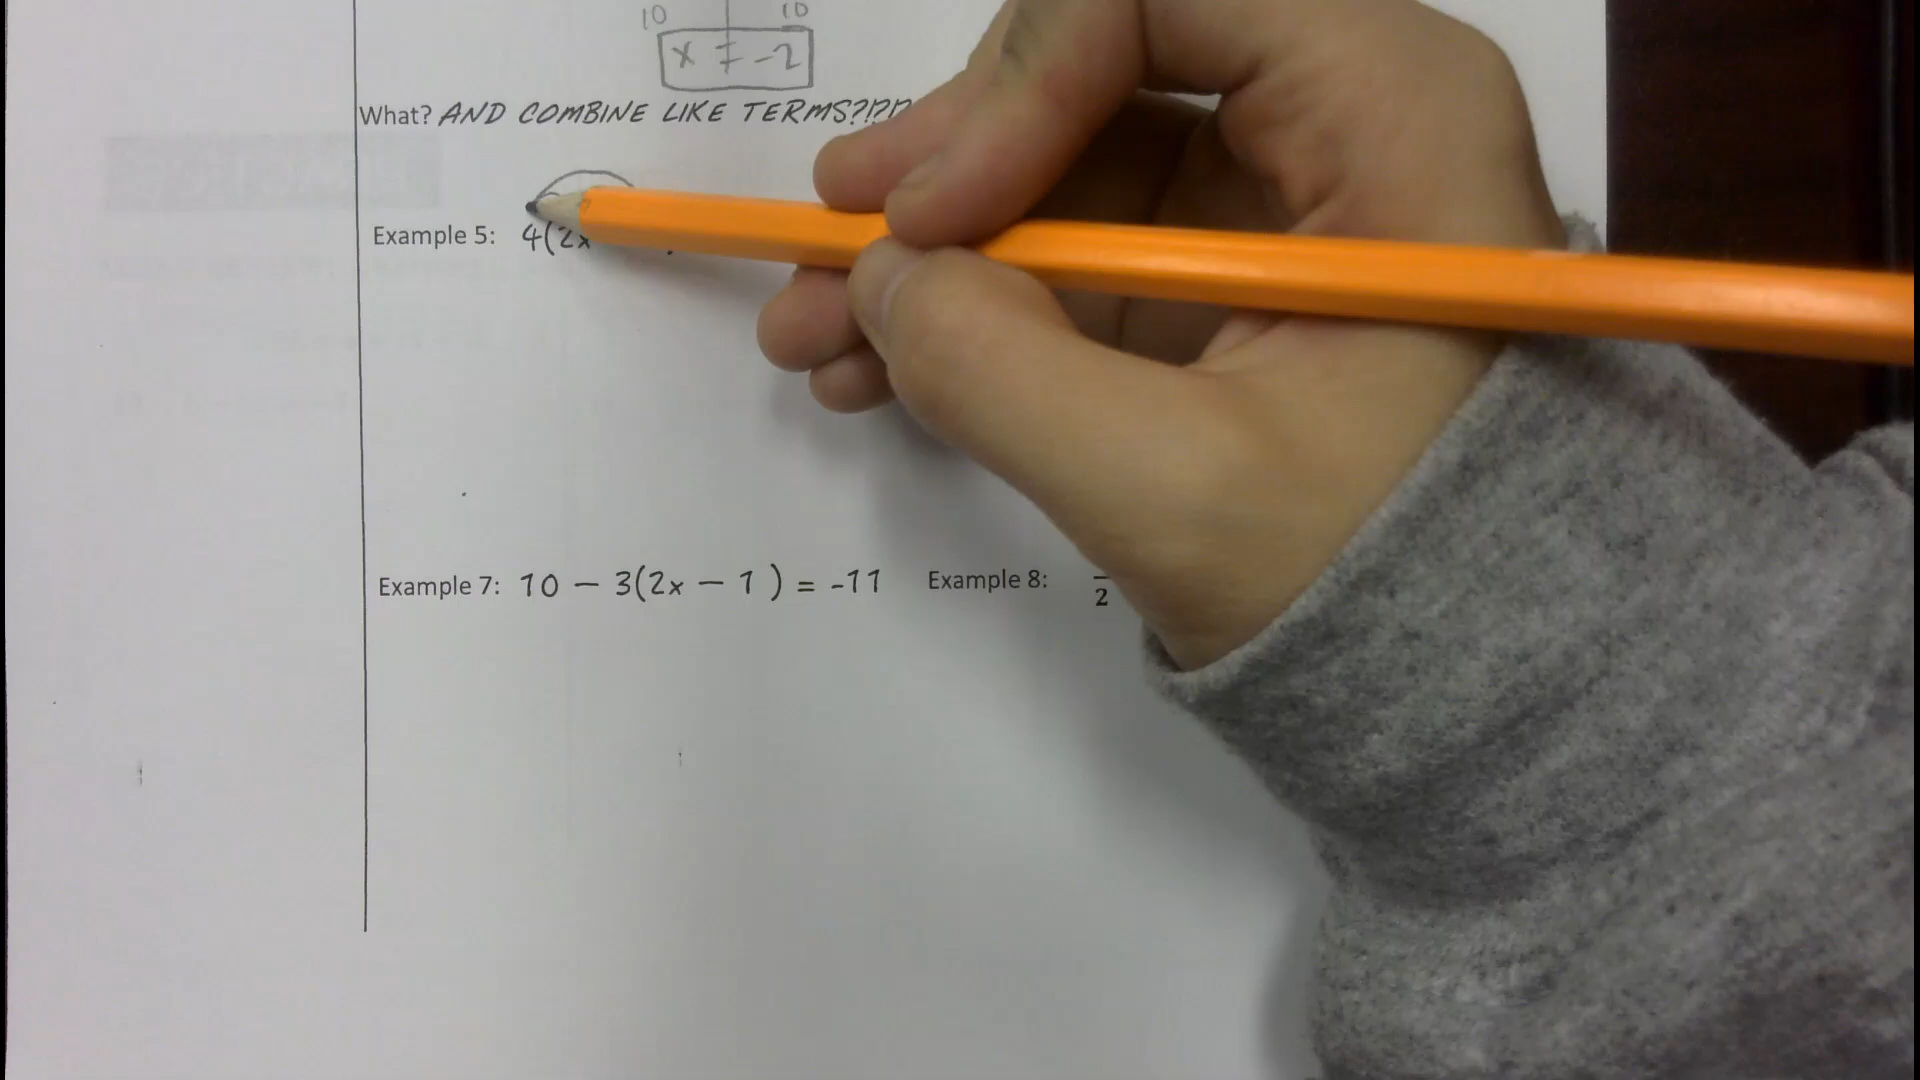 10 10
x = -2
What? AND COMBINE LIKE TERMS?!?!?
Example 5: 4(2x
Example 7: 10 – 3(2x – 1 ) = -11
Example 8: 2